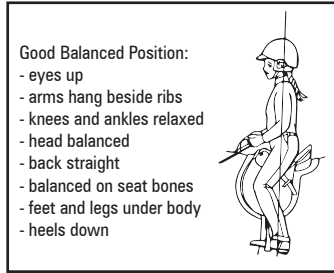 Good Balanced Position:
- eyes up
- arms hang beside ribs
- knees and ankles relaxed
- head balanced
- back straight
- balanced on seat bones
- feet and legs under body
- heels down